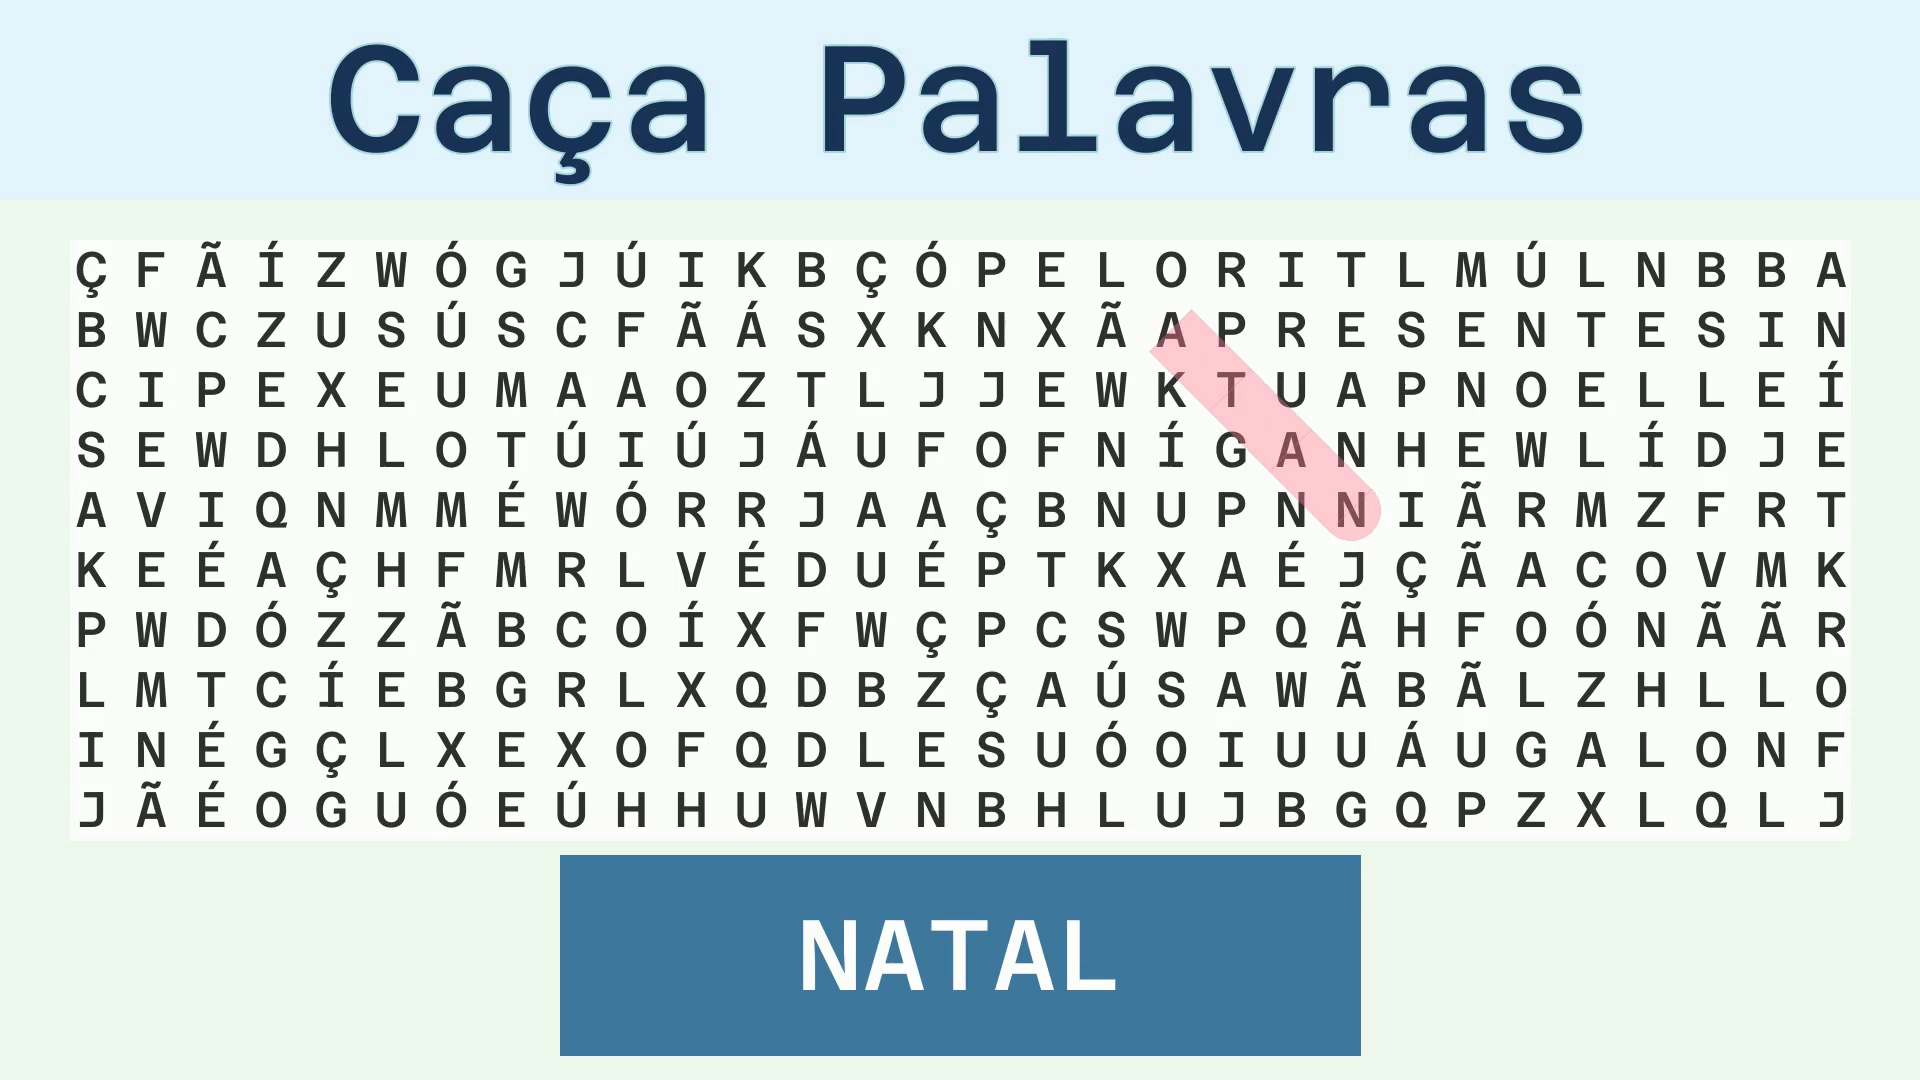 Caça Palavras
Ç F Ã Í Z W Ó G J Ú I K B Ç Ó P E L O R I T L M Ú L N B B A
B W C Z U S Ú S C F Ã Á S X K N X Ã A P R E S E N T E S I N
C I P E X E U M A A O Z T L J J E W K T U A P N O E L L E Í
S E W D H L O T Ú I Ú J Á U F O F N Í G A N H E W L Í D J E
A V I Q N M M É W Ó R R J A A Ç B N U P N N I Ã R M Z F R T
K E É A Ç H F M R L V É D U É P T K X A É J Ç Ã A C O V M K
P W D Ó Z Z Ã B C O Í X F W Ç P C S W P Q Ã H F O Ó N Ã Ã R
L M T C Í E B G R L X Q D B Z Ç A Ú S A W Ã B Ã L Z H L L O
I N É G Ç L X E X O F Q D L E S U Ó O I U U Á U G A L O N F
J Ã É O G U Ó E Ú H H U W V N B H L U J B G Q P Z X L Q L J
NATAL